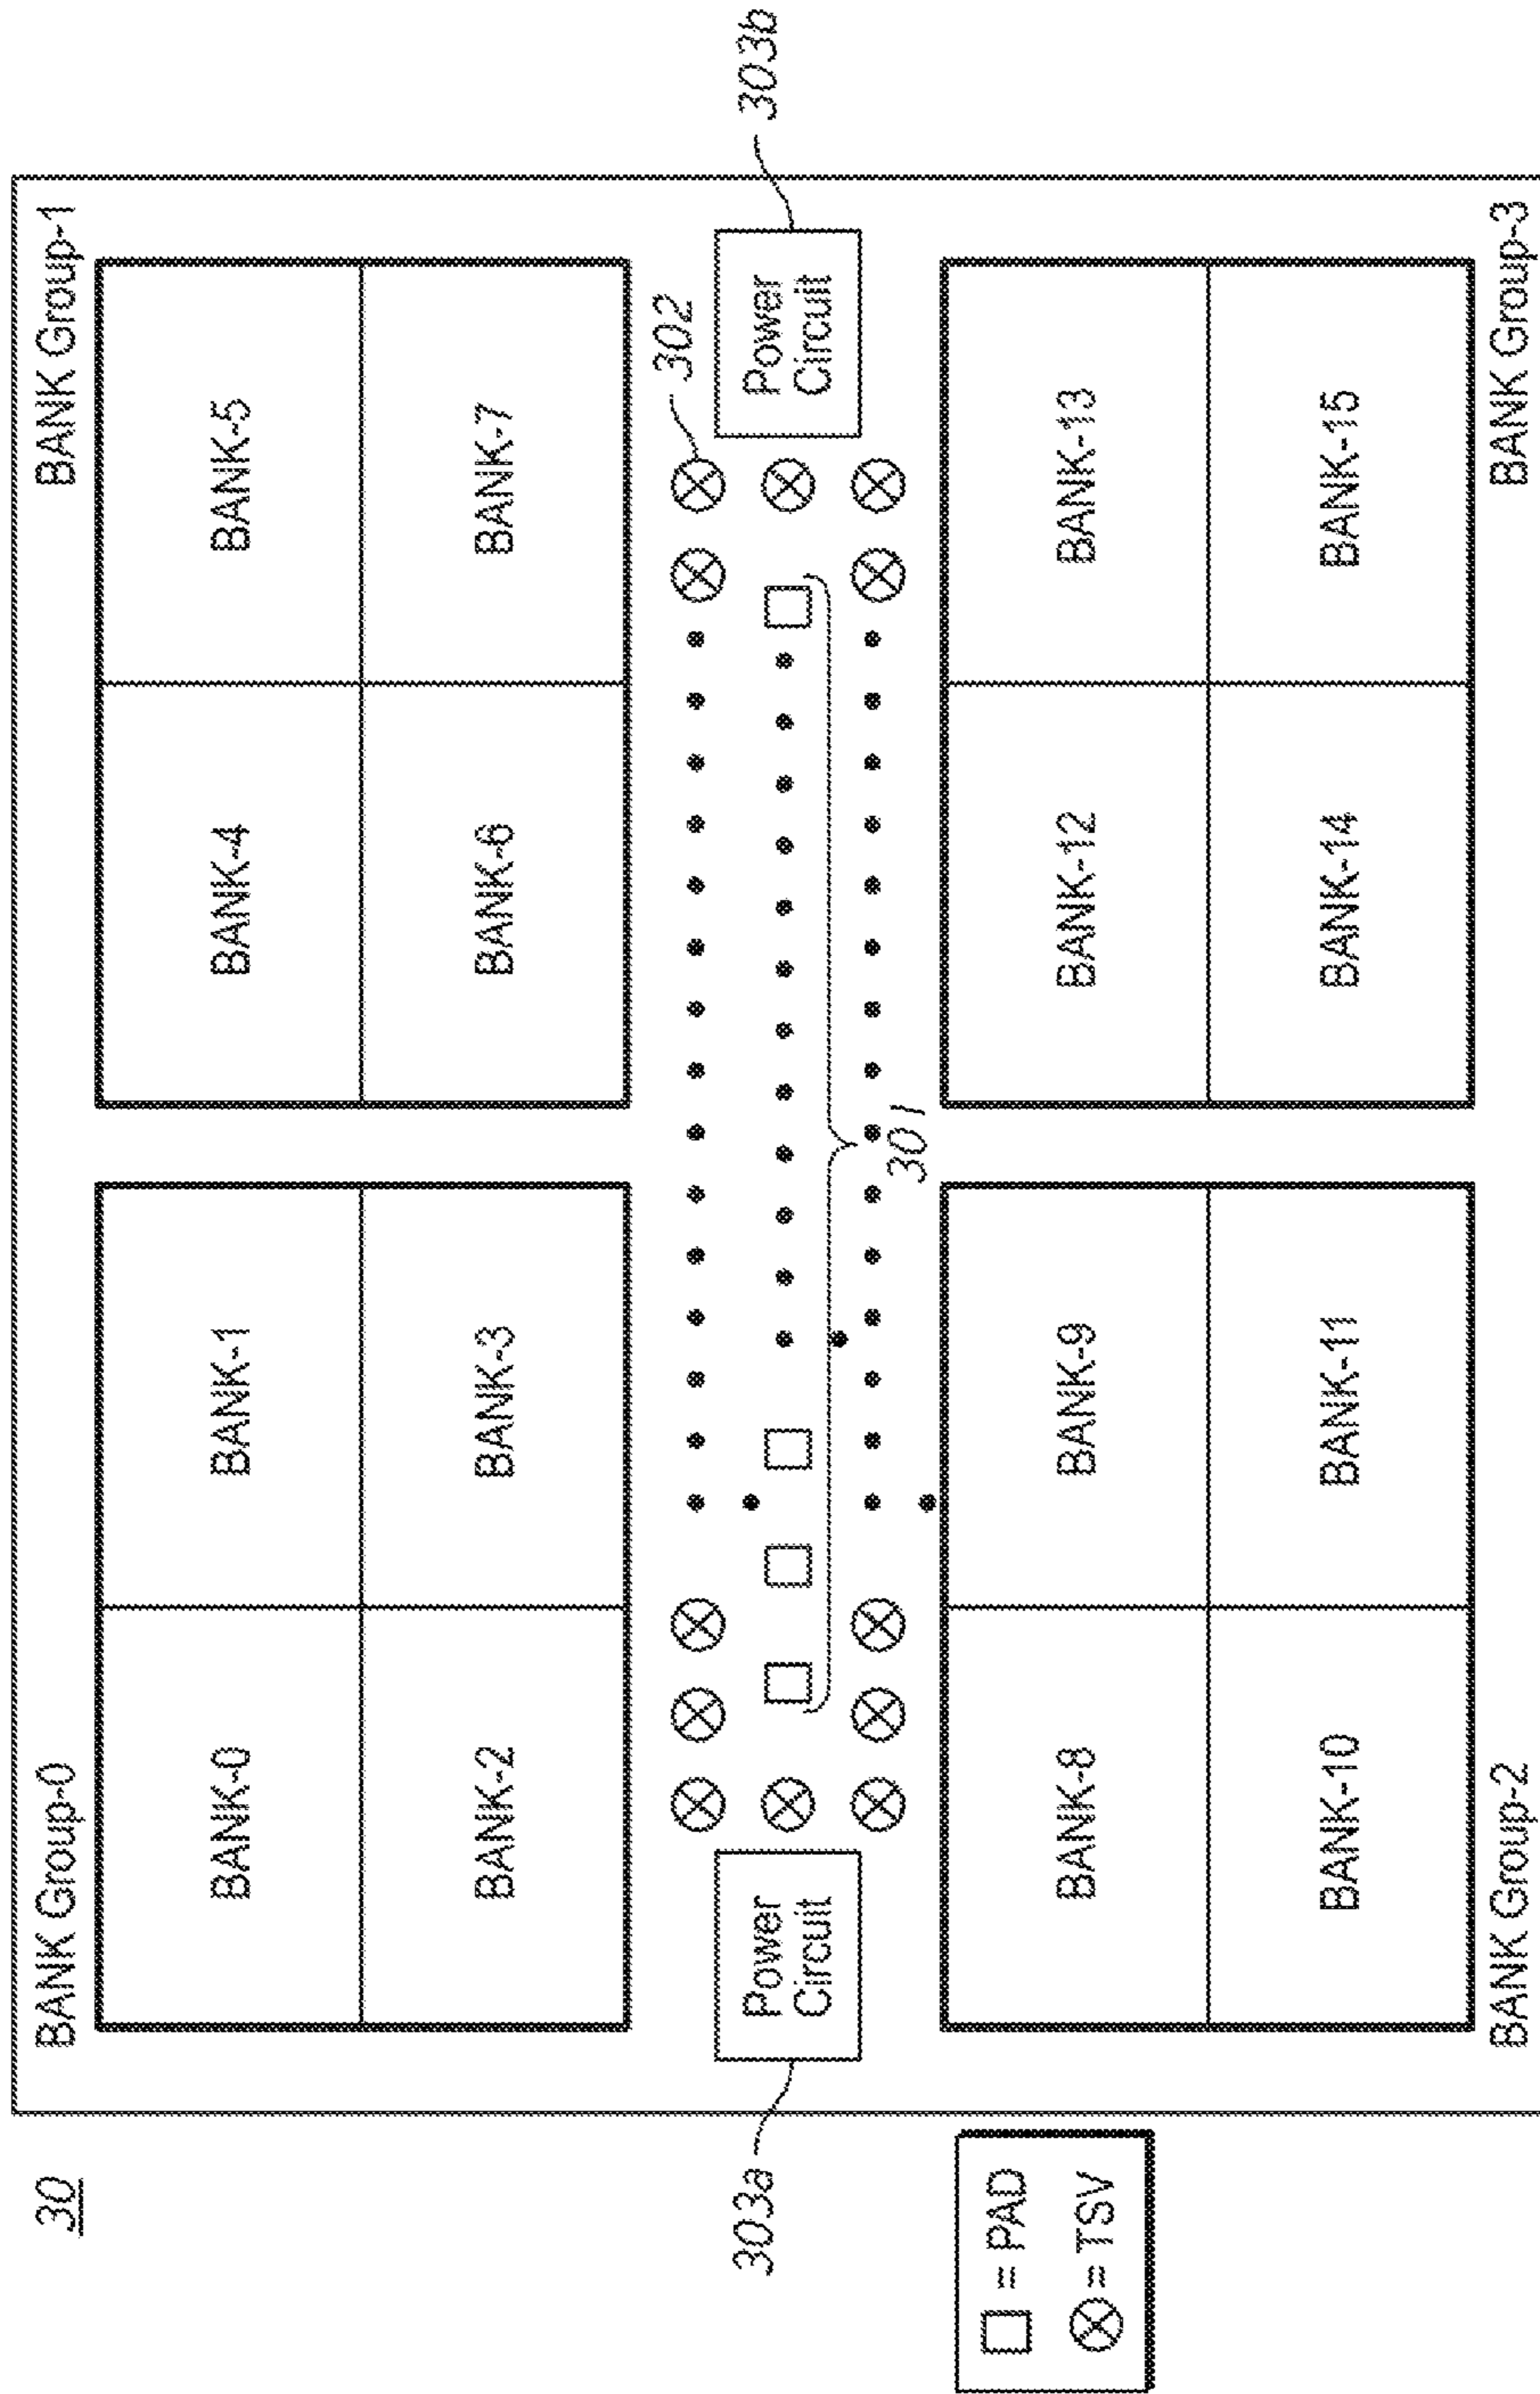 30
BANK Group-0
BANK Group-1
BANK-0
BANK-1
BANK-4
BANK-5
BANK-2
BANK-3
BANK-6
BANK-7
302
303a
Power
Circuit
Power
Circuit
303b
301
BANK-8
BANK-9
BANK-12
BANK-13
BANK-10
BANK-11
BANK-14
BANK-15
BANK Group-2
BANK Group-3
= PAD
= TSV